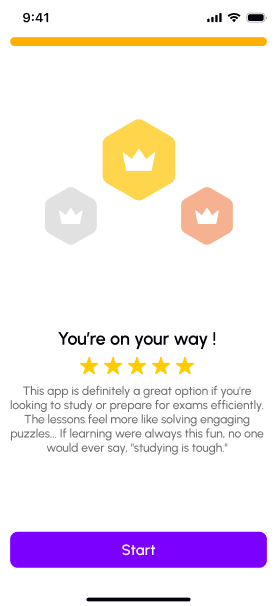 9:41
You're on your way !
This app is definitely a great option if you're
looking to study or prepare for exams efficiently.
The lessons feel more like solving engaging
puzzles... If learning were always this fun, no one
would ever say, "studying is tough."
Start